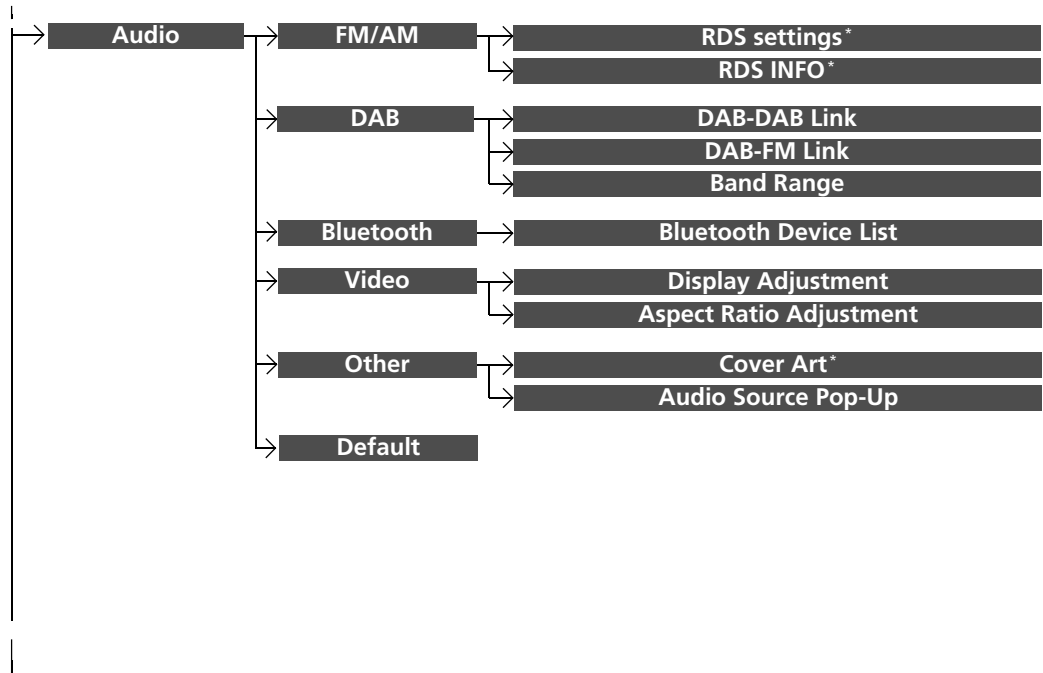 Audio
FM/AM
RDS settings*
RDS INFO*
DAB
DAB-DAB Link
DAB-FM Link
Band Range
Bluetooth
Bluetooth Device List
Video
Display Adjustment
Aspect Ratio Adjustment
Other
Cover Art*
Audio Source Pop-Up
Default